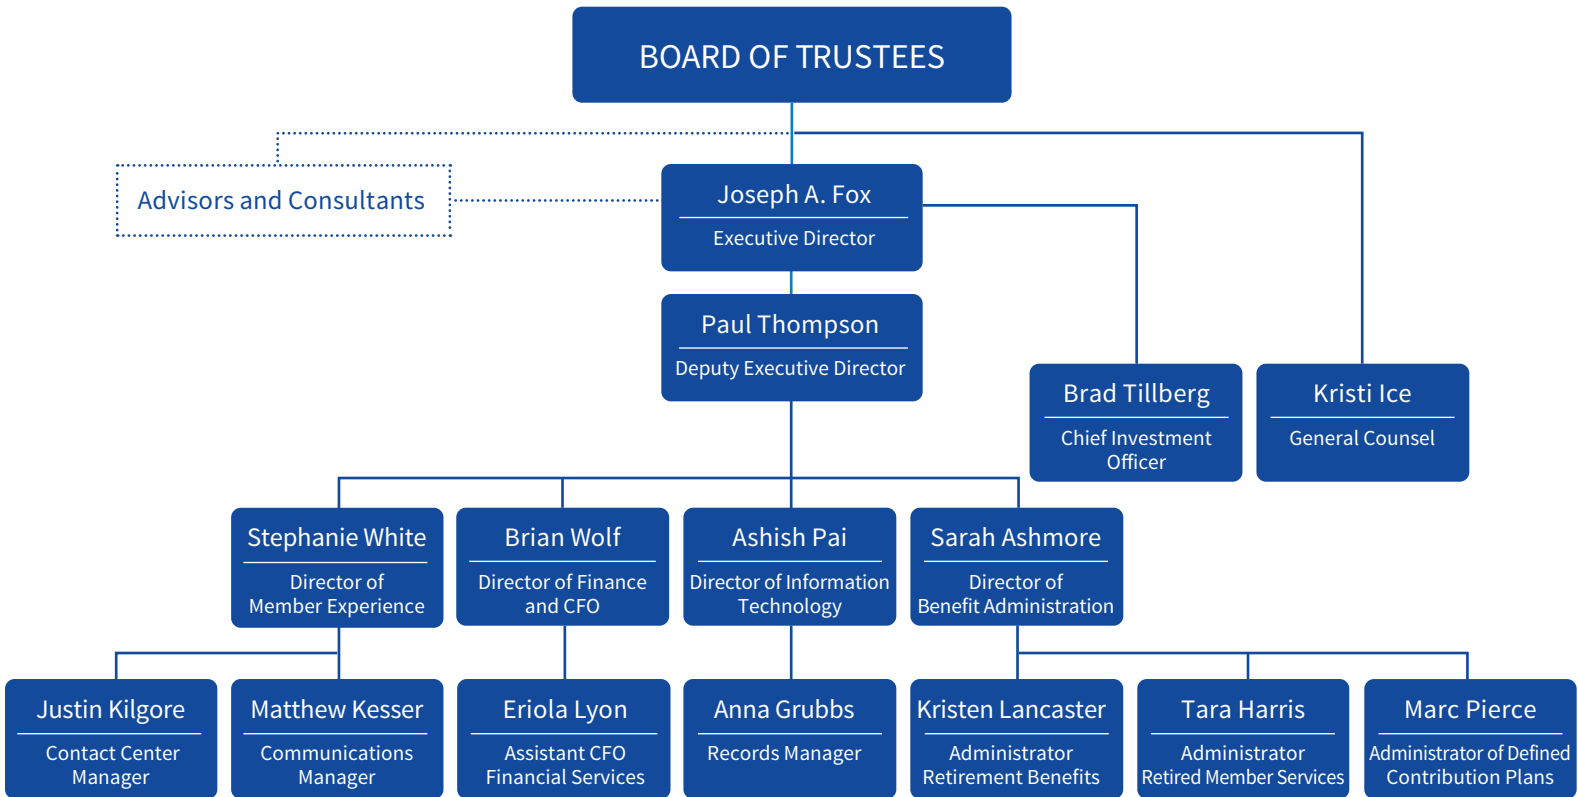 BOARD OF TRUSTEES
Advisors and Consultants
Joseph A. Fox
Executive Director
Paul Thompson
Deputy Executive Director
Brad Tillberg
Chief Investment
Officer
Kristi Ice
General Counsel
Stephanie White
Director of
Member Experience
Brian Wolf
Director of Finance
and CFO
Ashish Pai
Director of Information
Technology
Sarah Ashmore
Director of
Benefit Administration
Justin Kilgore
Contact Center
Manager
Matthew Kesser
Communications
Manager
Eriola Lyon
Assistant CFO
Financial Services
Anna Grubbs
Records Manager
Kristen Lancaster
Administrator
Retirement Benefits
Tara Harris
Administrator
Retired Member Services
Marc Pierce
Administrator of Defined
Contribution Plans